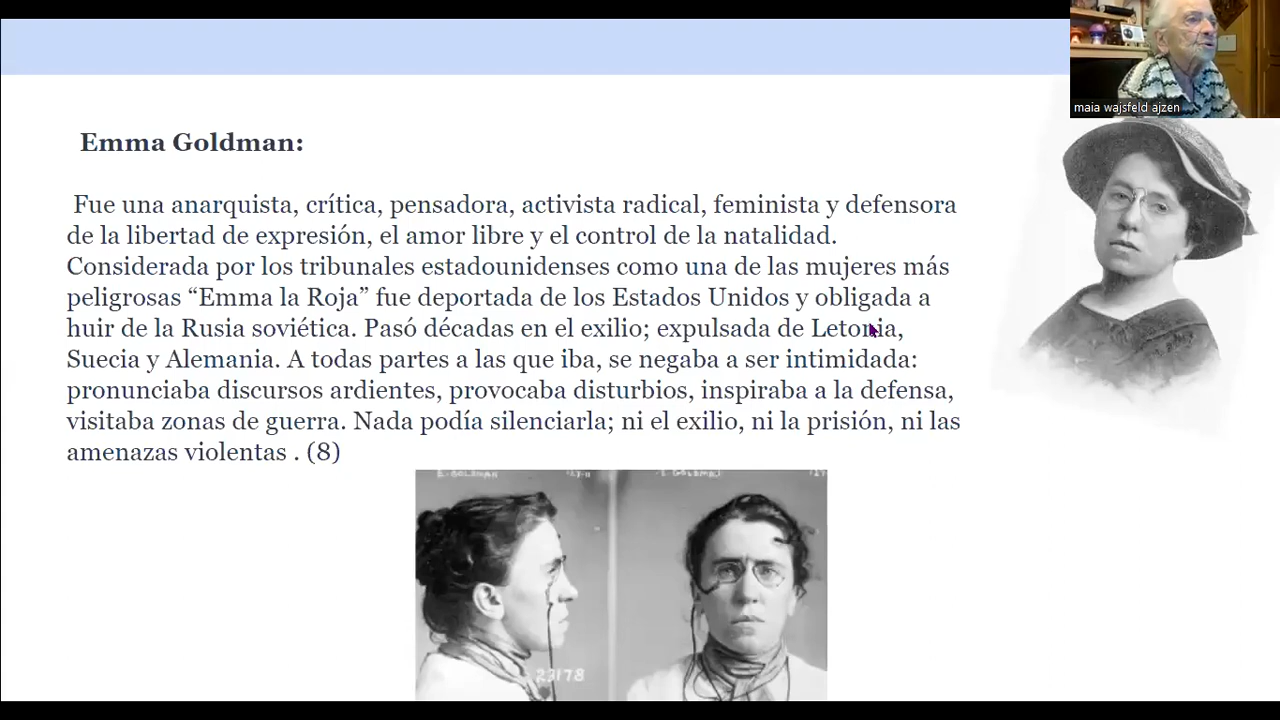 maia wajsfeld ajzen
Emma Goldman:
Fue una anarquista, crítica, pensadora, activista radical, feminista y defensora
de la libertad de expresión, el amor libre y el control de la natalidad.
Considerada por los tribunales estadounidenses como una de las mujeres más
peligrosas “Emma la Roja” fue deportada de los Estados Unidos y obligada a
huir de la Rusia soviética. Pasó décadas en el exilio; expulsada de Letonia,
Suecia y Alemania. A todas partes a las que iba, se negaba a ser intimidada:
pronunciaba discursos ardientes, provocaba disturbios, inspiraba a la defensa,
visitaba zonas de guerra. Nada podía silenciarla; ni el exilio, ni la prisión, ni las
amenazas violentas . (8)
E. GOLDMAN
23178